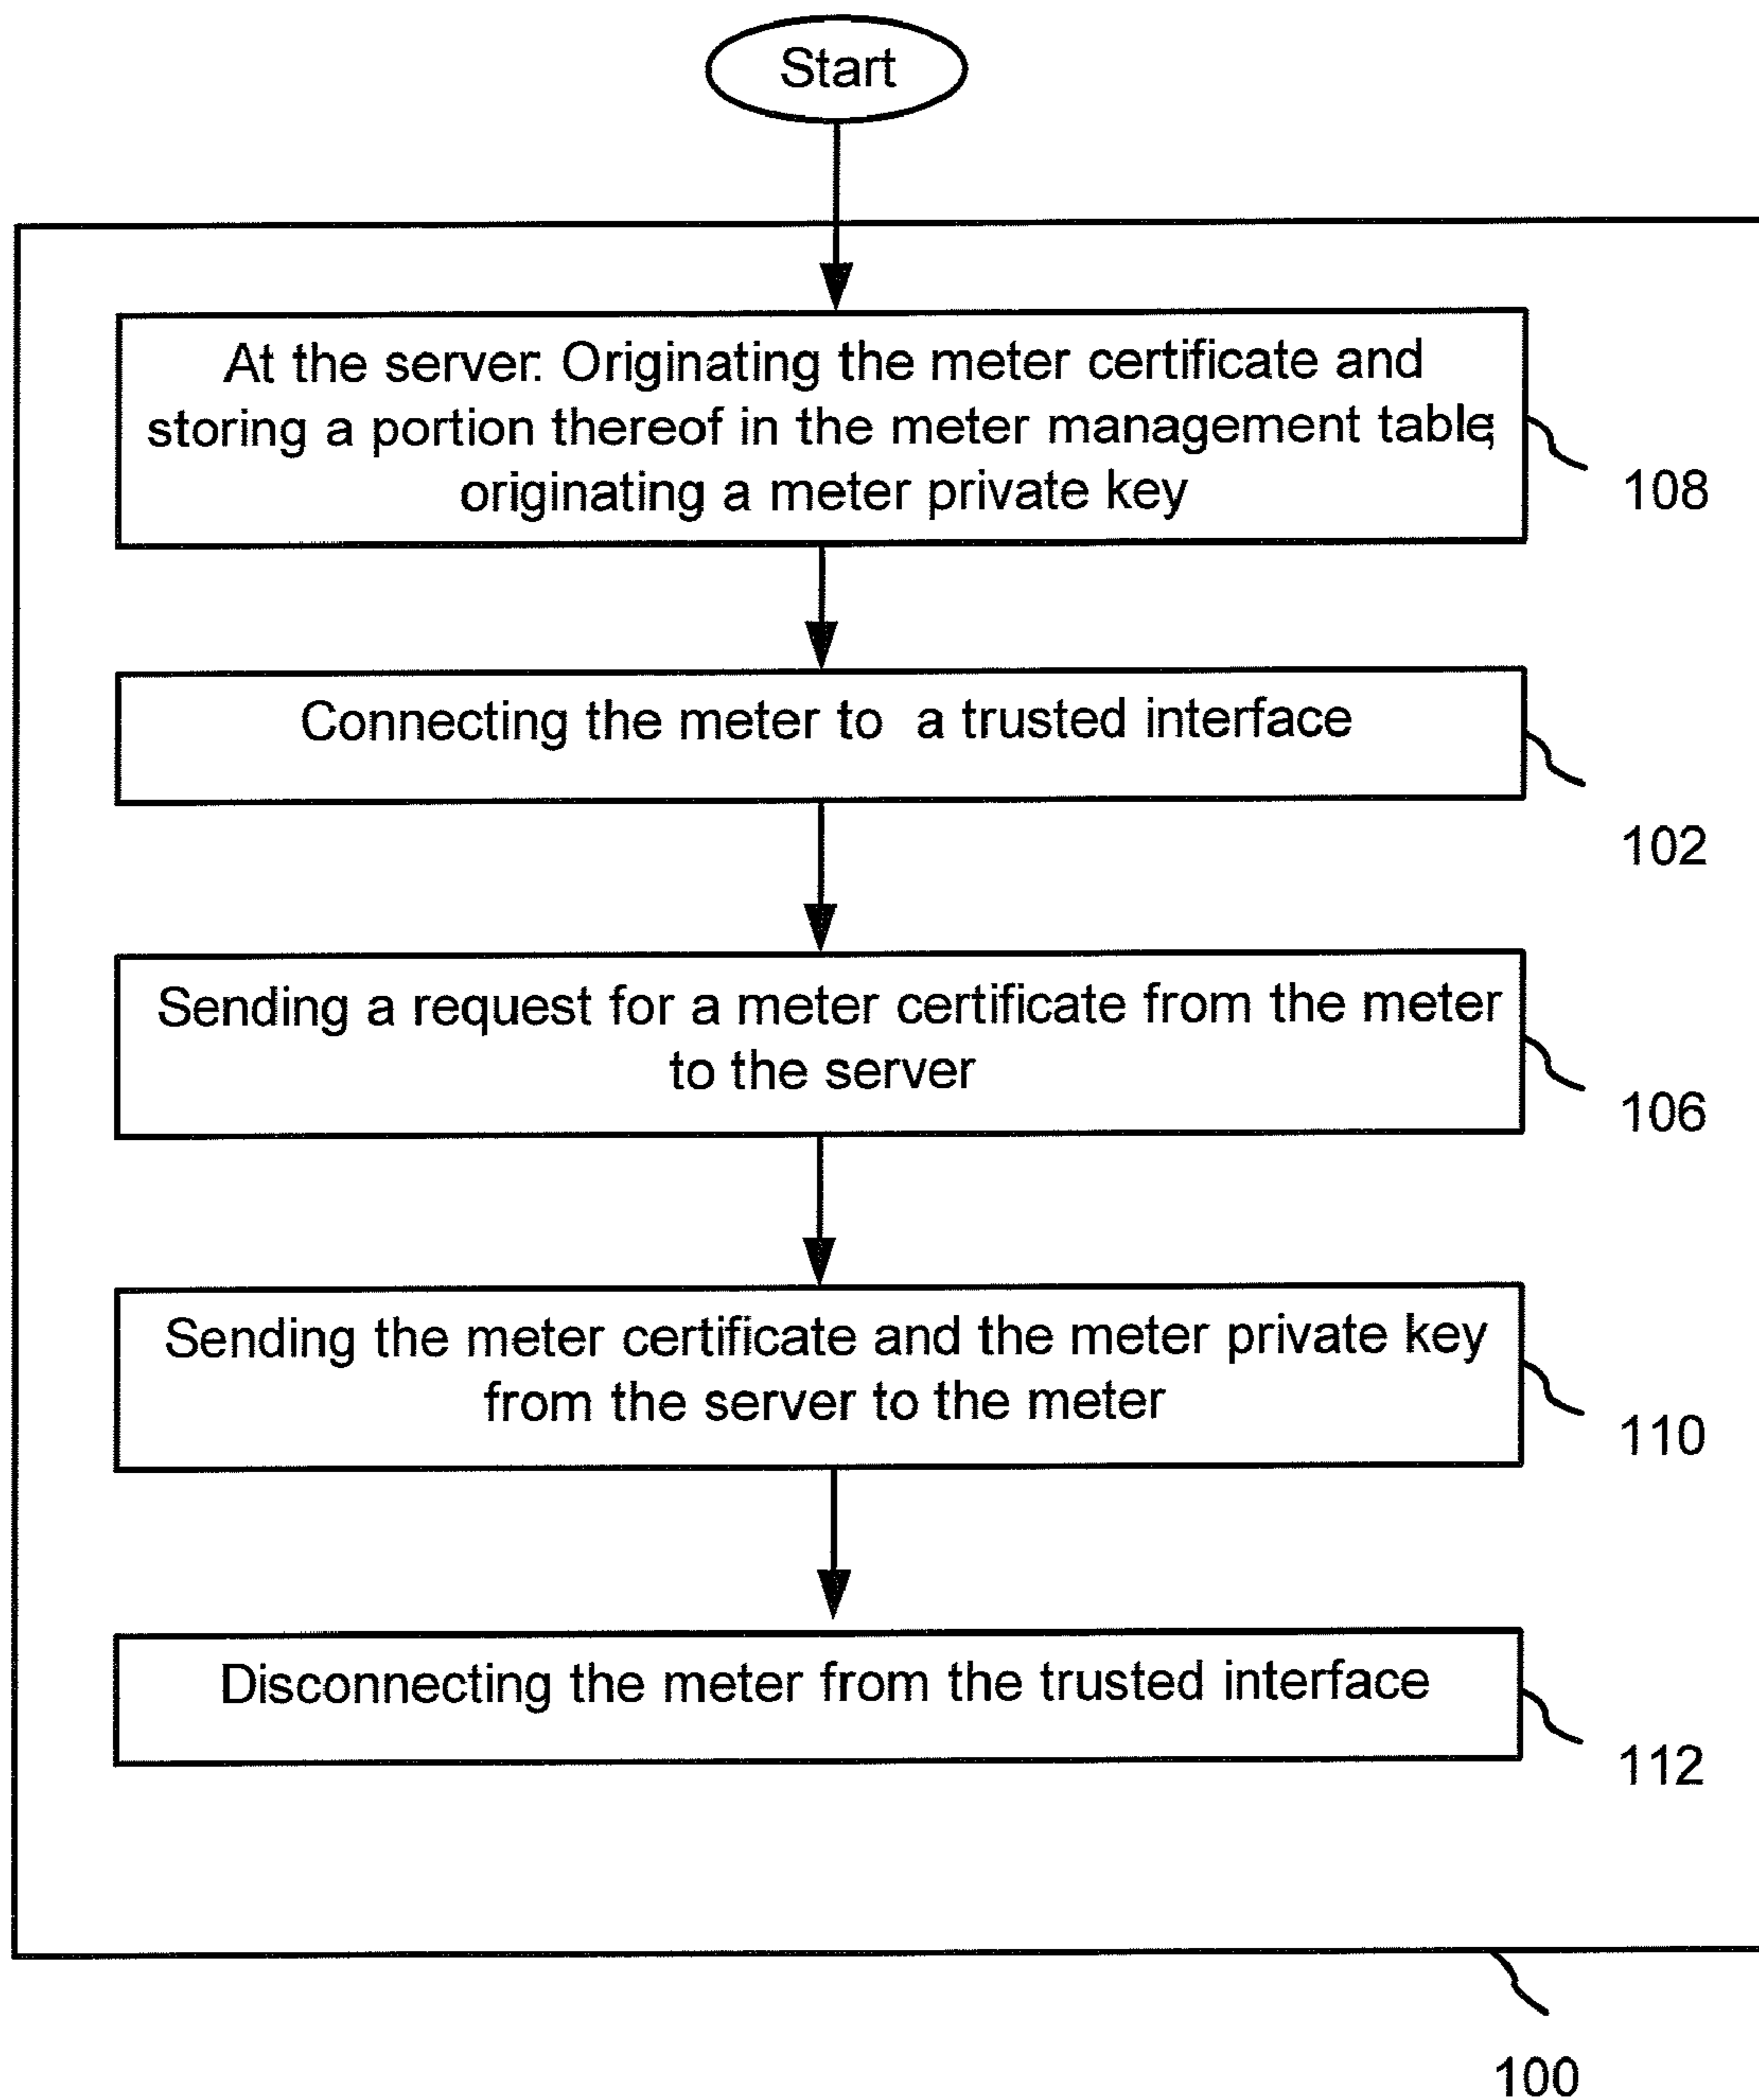 Start
At the server: Originating the meter certificate and
storing a portion thereof in the meter management table;
originating a meter private key
108
Connecting the meter to a trusted interface
102
Sending a request for a meter certificate from the meter
to the server
106
Sending the meter certificate and the meter private key
from the server to the meter
110
Disconnecting the meter from the trusted interface
112
100